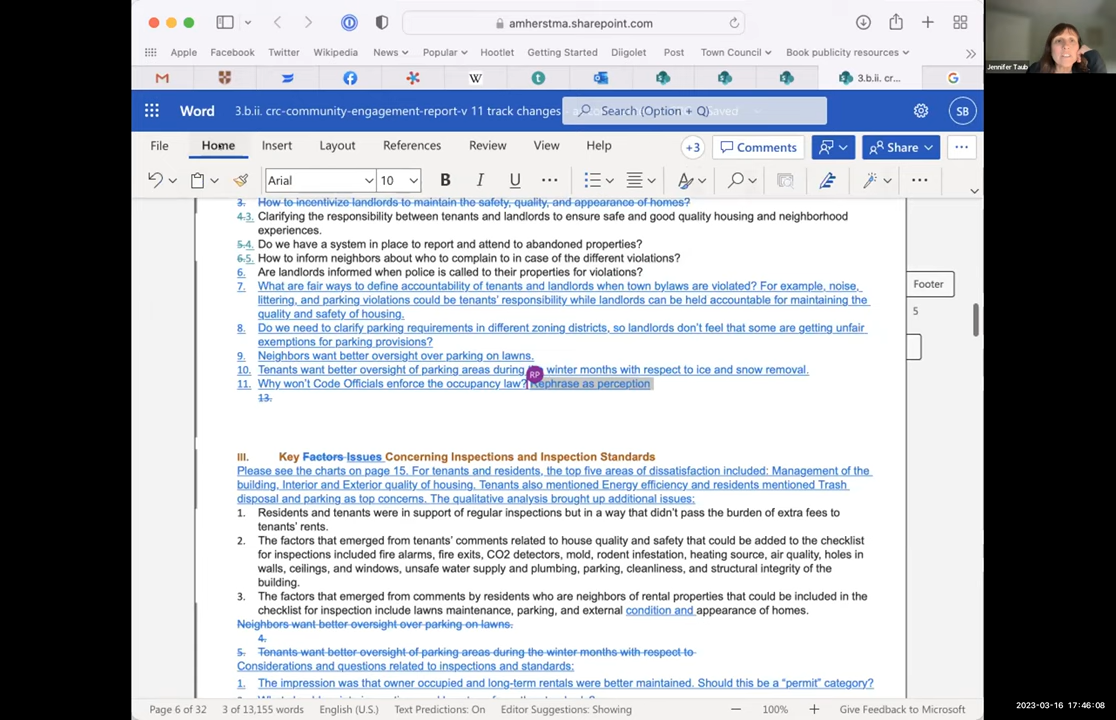 amherstma.sharepoint.com
Apple Facebook Twitter Wikipedia News Popular Hootlet Getting Started Diigolet Post Town Council Book publicity resources
3.b.ii. cr...
Word 3.b.ii. crc-community-engagement-report-v 11 track changes Search (Option + Q)
SB
File Home Insert Layout References Review View Help +3 Comments Share
Arial 10 B I U
3. How to incentivize landlords to maintain the safety, quality, and appearance of homes?
4.3. Clarifying the responsibility between tenants and landlords to ensure safe and good quality housing and neighborhood
experiences.
5.4. Do we have a system in place to report and attend to abandoned properties?
6.5. How to inform neighbors about who to complain to in case of the different violations?
6. Are landlords informed when police is called to their properties for violations?
7. What are fair ways to define accountability of tenants and landlords when town bylaws are violated? For example, noise,
littering, and parking violations could be tenants' responsibility while landlords can be held accountable for maintaining the
quality and safety of housing.
8. Do we need to clarify parking requirements in different zoning districts, so landlords don't feel that some are getting unfair
exemptions for parking provisions?
9. Neighbors want better oversight over parking on lawns.
10. Tenants want better oversight of parking areas during winter months with respect to ice and snow removal.
RP
11. Why won't Code Officials enforce the occupancy law? Rephrase as perception
13.
Footer
5
III. Key Factors Issues Concerning Inspections and Inspection Standards
Please see the charts on page 15. For tenants and residents, the top five areas of dissatisfaction included: Management of the
building, Interior and Exterior quality of housing. Tenants also mentioned Energy efficiency and residents mentioned Trash
disposal and parking as top concerns. The qualitative analysis brought up additional issues:
1. Residents and tenants were in support of regular inspections but in a way that didn't pass the burden of extra fees to
tenants' rents.
2. The factors that emerged from tenants' comments related to house quality and safety that could be added to the checklist
for inspections included fire alarms, fire exits, CO2 detectors, mold, rodent infestation, heating source, air quality, holes in
walls, ceilings, and windows, unsafe water supply and plumbing, parking, cleanliness, and structural integrity of the
building.
3. The factors that emerged from comments by residents who are neighbors of rental properties that could be included in the
checklist for inspection include lawns maintenance, parking, and external condition and appearance of homes.
Neighbors want better oversight over parking on lawns.
4.
5. Tenants want better oversight of parking areas during the winter months with respect to
Considerations and questions related to inspections and standards:
1. The impression was that owner occupied and long-term rentals were better maintained. Should this be a "permit" category?
Page 6 of 32 3 of 13,155 words English (U.S.) Text Predictions: On Editor Suggestions: Showing 100% Give Feedback to Microsoft
Jennifer Taub
2023-03-16 17:46:08